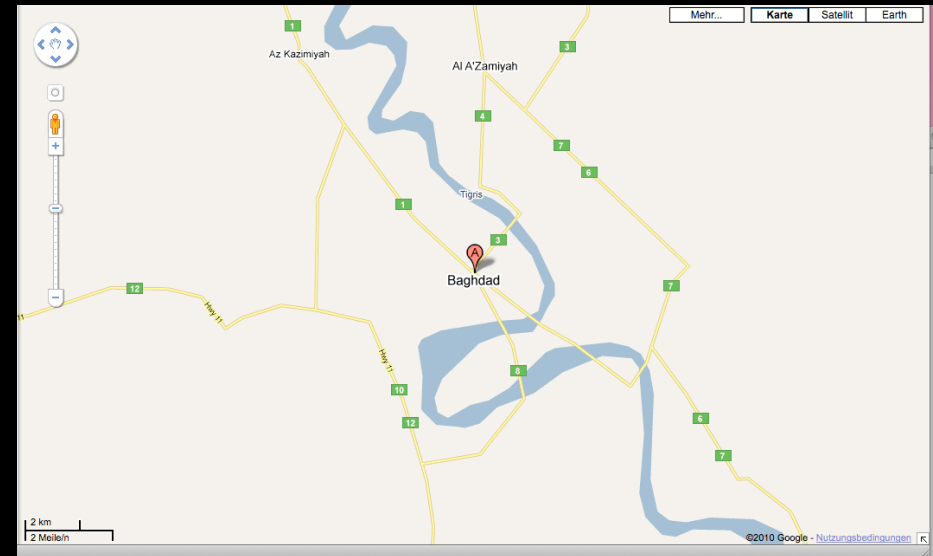 Mehr...
Karte
Satellit
Earth
1
3
Az Kazimiyah
Al A'Zamiyah
4
7
6
Tigris
1
3
A
Baghdad
12
7
11
Hwy 11
Hwy 11
8
10
12
6
7
2 km
2 Meile/n
©2010 Google - Nutzungsbedingungen